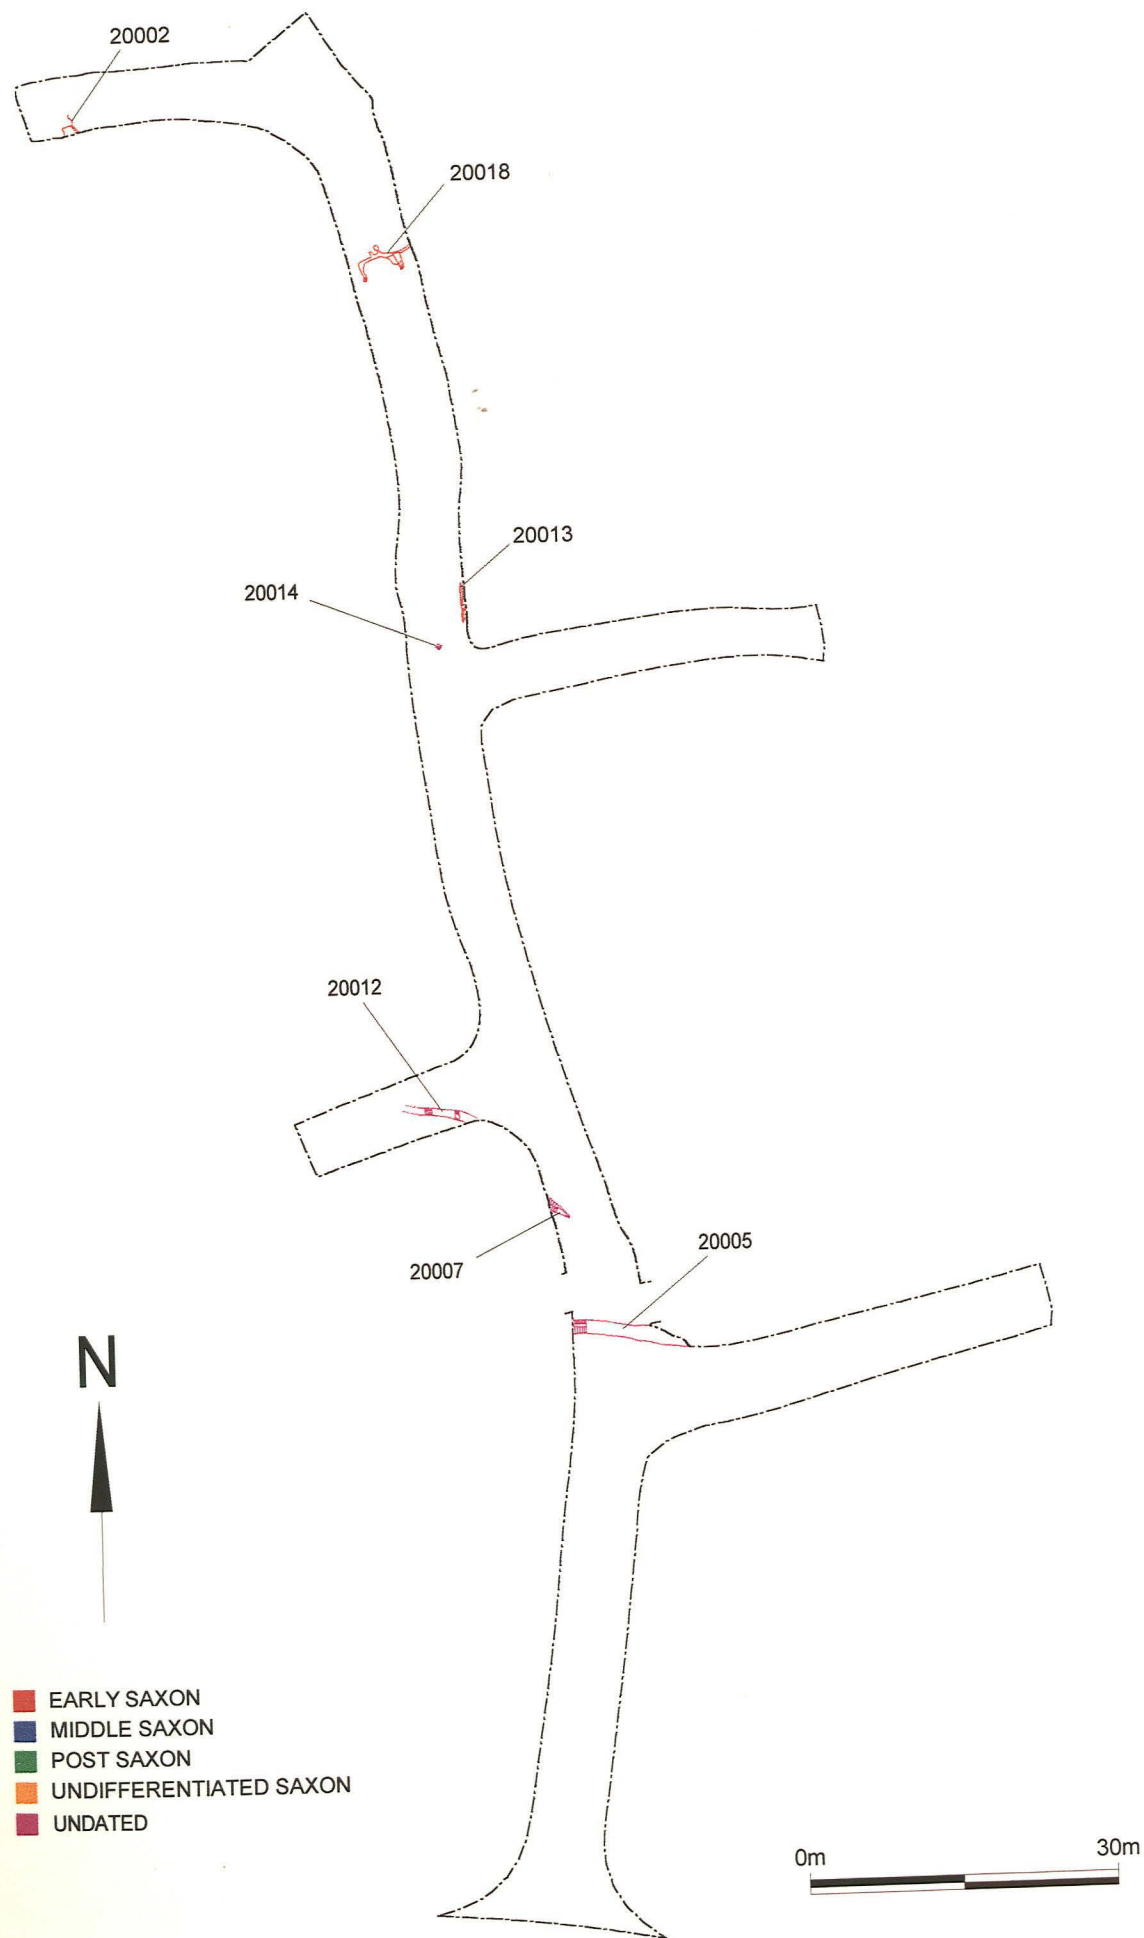 20002
20018
20013
20014
20012
20007
20005
N
EARLY SAXON
MIDDLE SAXON
POST SAXON
UNDIFFERENTIATED SAXON
UNDATED
0m 30m